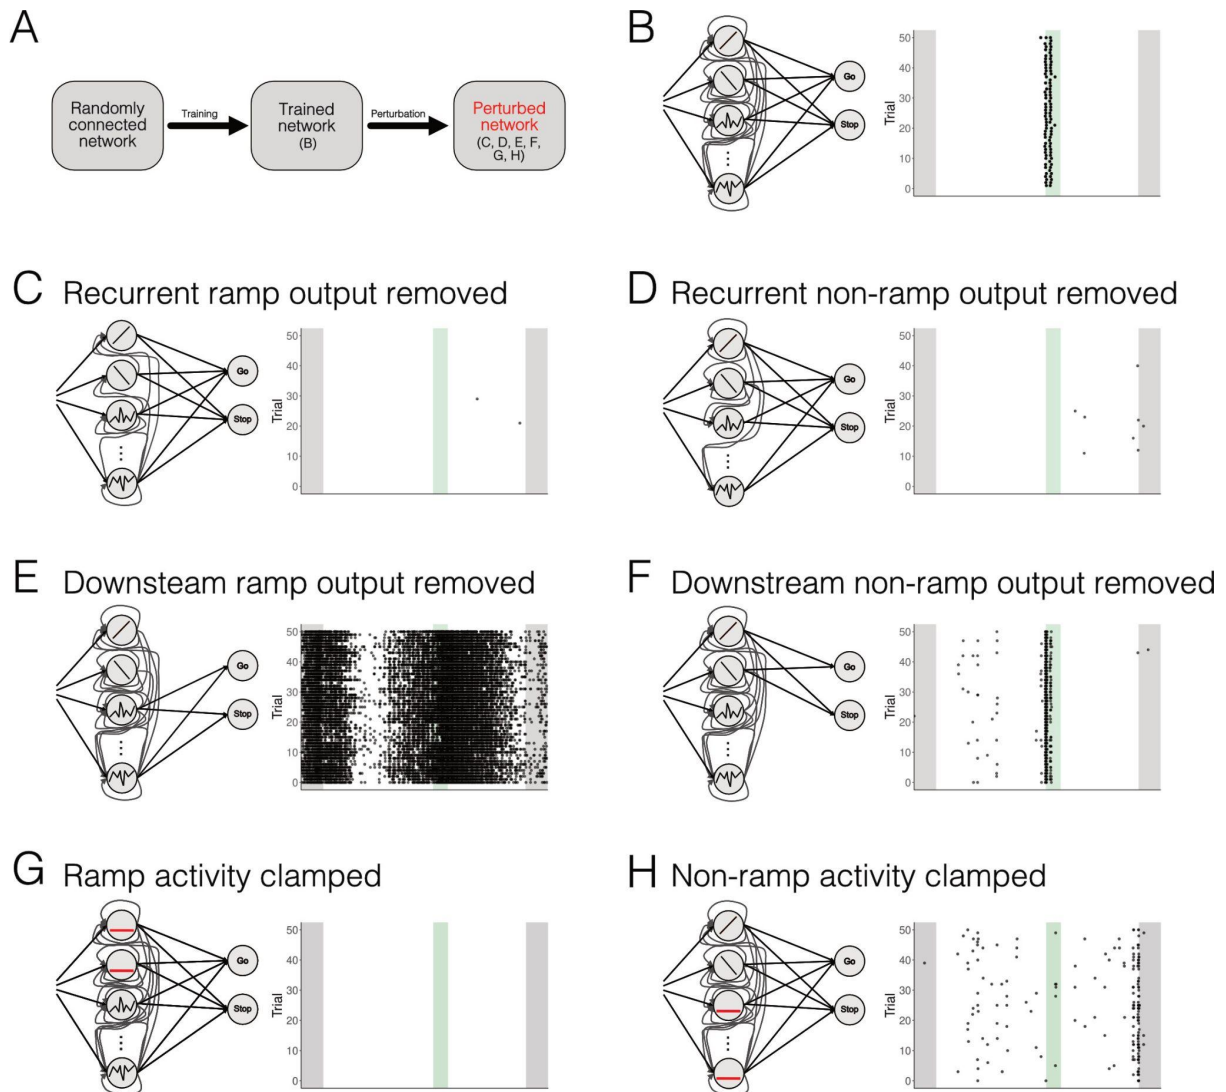 A
Randomly
connected
network
Training
Trained
network
(B)
Perturbation
Perturbed
network
(C, D, E, F,
G, H)
B
Go
Stop
Trial
50
40
30
20
10
0
C Recurrent ramp output removed
Go
Stop
Trial
50
40
30
20
10
0
D Recurrent non-ramp output removed
Go
Stop
Trial
50
40
30
20
10
0
E Downsteam ramp output removed
Go
Stop
Trial
50
40
30
20
10
0
F Downstream non-ramp output removed
Go
Stop
Trial
50
40
30
20
10
0
G Ramp activity clamped
Go
Stop
Trial
50
40
30
20
10
0
H Non-ramp activity clamped
Go
Stop
Trial
50
40
30
20
10
0